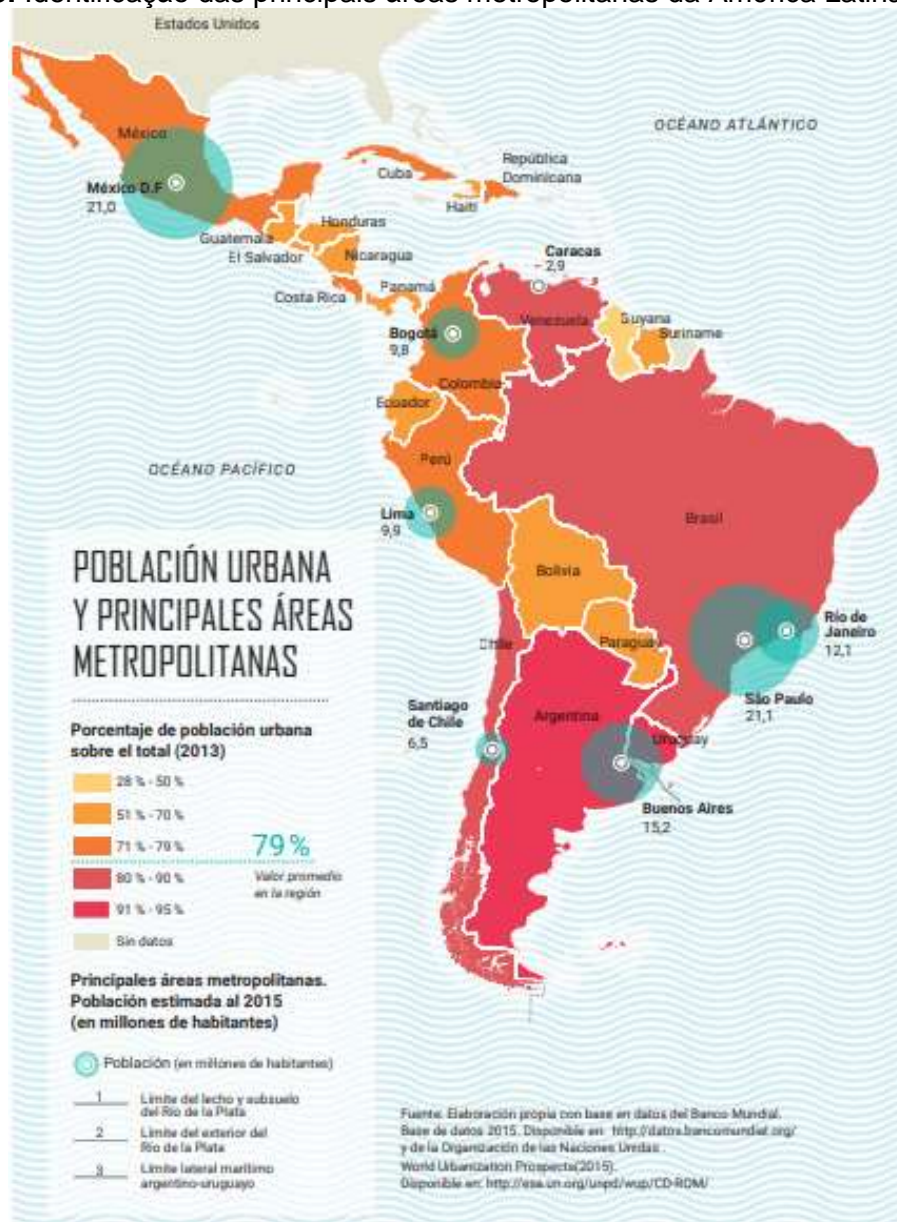 Identificação das principais áreas metropolitanas da América Latina
Estados Unidos
OCÉANO ATLÁNTICO
México
República
Dominicana
Cuba
México D.F
21,0
Haití
Honduras
Guatemala
El Salvador
Nicaragua
Caracas
2,9
Costa Rica
Panamá
Venezuela
Guyana
Suriname
Bogotá
9,8
Colombia
Ecuador
OCÉANO PACÍFICO
Perú
Lima
9,9
Brasil
Bolivia
POBLACIÓN URBANA
Y PRINCIPALES ÁREAS
METROPOLITANAS
Chile
Paraguay
Río de
Janeiro
12,1
São Paulo
21,1
Santiago
de Chile
6,5
Argentina
Uruguay
Buenos Aires
15,2
Porcentaje de población urbana
sobre el total (2013)
28 % - 50 %
51 % - 70 %
71 % - 79 %
79 %
Valor promedio
en la región
80 % - 90 %
91 % - 95 %
Sin datos
Principales áreas metropolitanas.
Población estimada al 2015
(en millones de habitantes)
Población (en millones de habitantes)
1 Límite del lecho y subsuelo
del Río de la Plata
2 Límite del exterior del
Río de la Plata
3 Límite lateral marítimo
argentino-uruguayo
Fuente: Elaboración propia con base en datos del Banco Mundial.
Base de datos 2015. Disponible en: http://datos.bancomundial.org/
y de la Organización de las Naciones Unidas .
World Urbanization Prospects(2015).
Disponible en: http://esa.un.org/unpd/wup/CD-ROM/